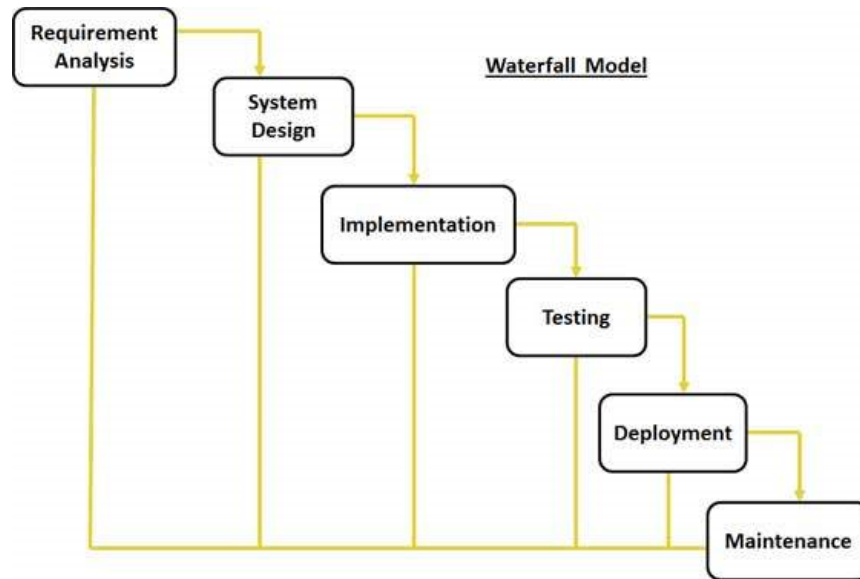 Requirement
Analysis
Waterfall Model
System
Design
Implementation
Testing
Deployment
Maintenance